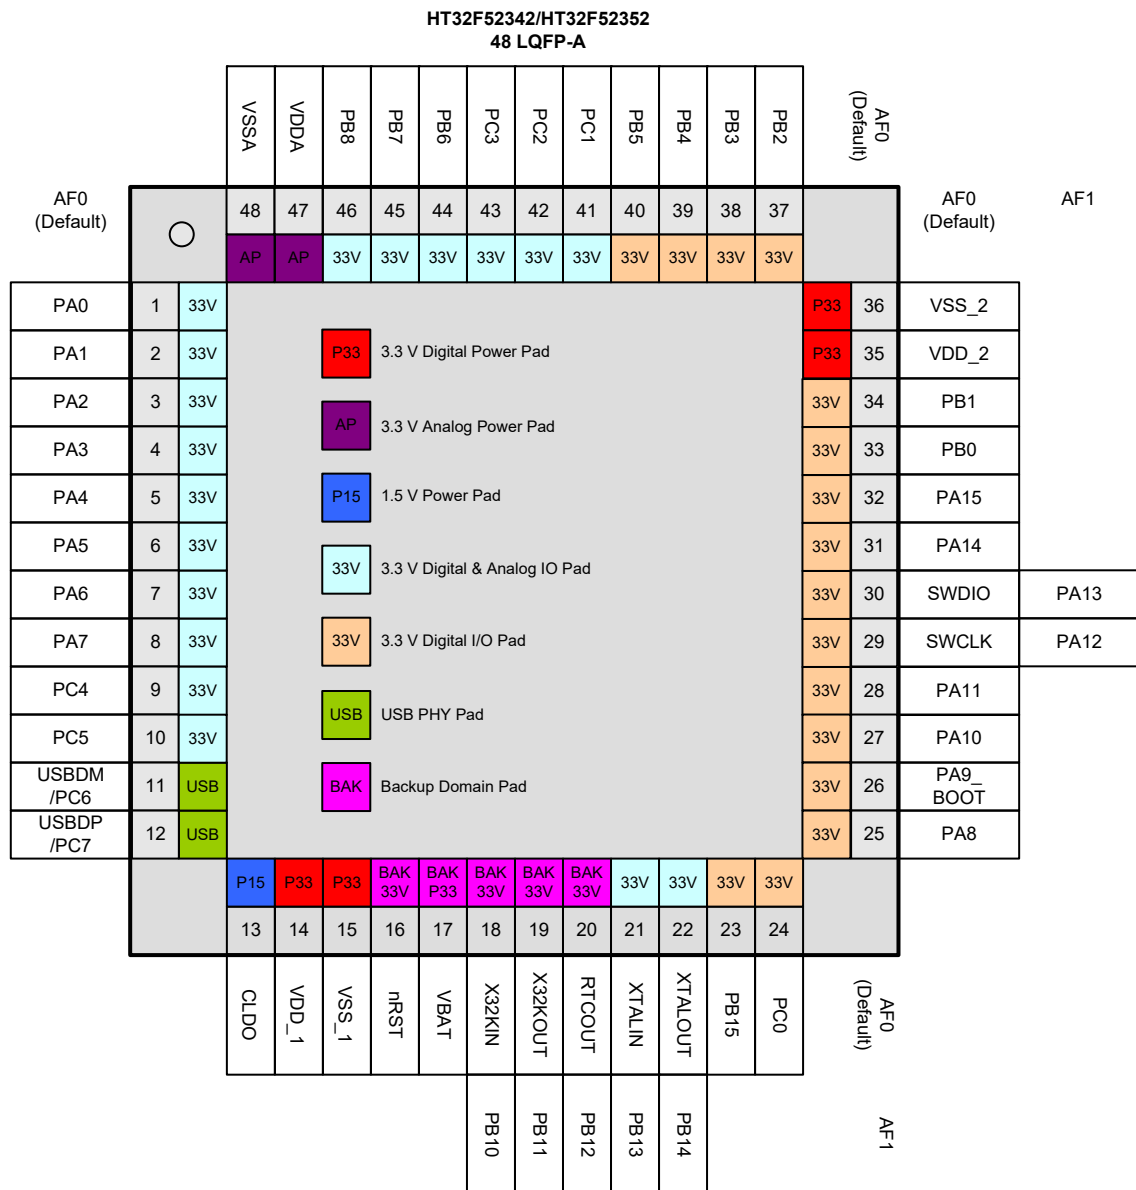 HT32F52342/HT32F52352
48 LQFP-A
VSSA VDDA PB8 PB7 PB6 PC3 PC2 PC1 PB5 PB4 PB3 PB2
AF0
(Default)
AF0
(Default)
48 47 46 45 44 43 42 41 40 39 38 37
AF0
(Default)
AF1
AP AP 33V 33V 33V 33V 33V 33V 33V 33V 33V 33V
PA0 1 33V
P33 36 VSS_2
PA1 2 33V
P33 3.3 V Digital Power Pad
P33 35 VDD_2
PA2 3 33V
33V 34 PB1
AP 3.3 V Analog Power Pad
PA3 4 33V
33V 33 PB0
PA4 5 33V
P15 1.5 V Power Pad
33V 32 PA15
PA5 6 33V
33V 31 PA14
33V 3.3 V Digital & Analog IO Pad
PA6 7 33V
33V 30 SWDIO PA13
PA7 8 33V
33V 3.3 V Digital I/O Pad
33V 29 SWCLK PA12
PC4 9 33V
33V 28 PA11
USB USB PHY Pad
PC5 10 33V
33V 27 PA10
USBDM
/PC6
11 USB
BAK Backup Domain Pad
33V 26
PA9_
BOOT
USBDP
/PC7
12 USB
33V 25 PA8
P15 P33 P33 BAK 33V BAK P33 BAK 33V BAK 33V BAK 33V 33V 33V 33V 33V
13 14 15 16 17 18 19 20 21 22 23 24
CLDO VDD_1 VSS_1 nRST VBAT X32KIN X32KOUT RTCOUT XTALIN XTALOUT PB15 PC0
AF0
(Default)
PB10 PB11 PB12 PB13 PB14
AF1